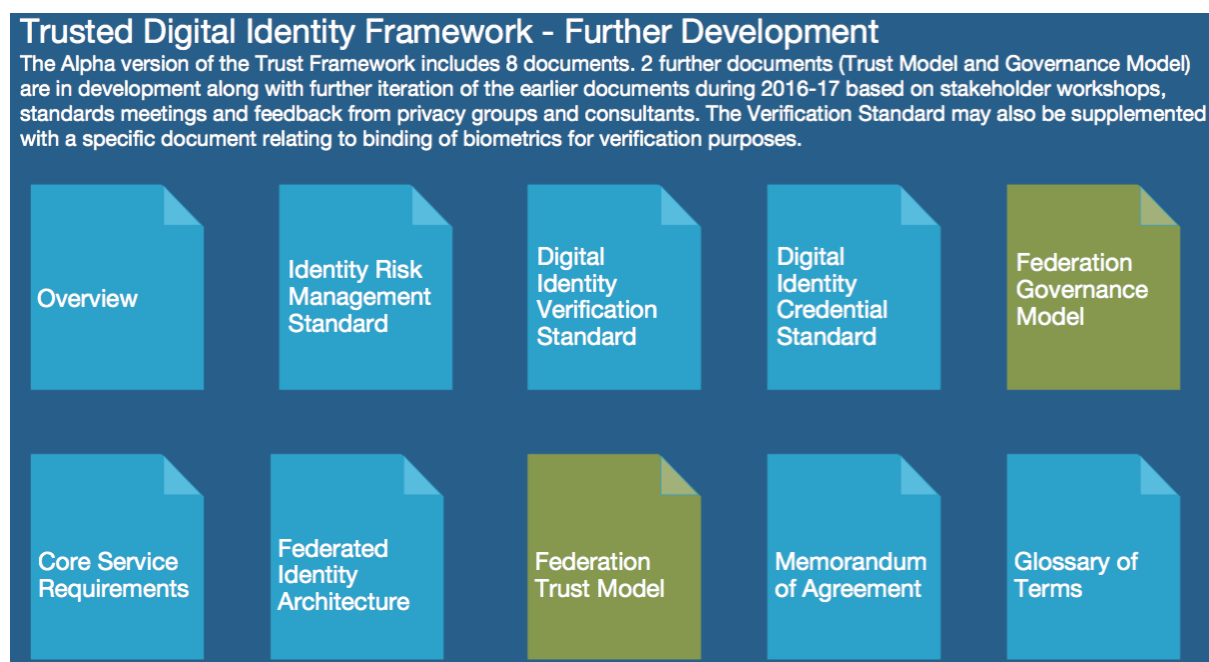 Trusted Digital Identity Framework - Further Development
The Alpha version of the Trust Framework includes 8 documents. 2 further documents (Trust Model and Governance Model)
are in development along with further iteration of the earlier documents during 2016-17 based on stakeholder workshops,
standards meetings and feedback from privacy groups and consultants. The Verification Standard may also be supplemented
with a specific document relating to binding of biometrics for verification purposes.
Overview
Identity Risk
Management
Standard
Digital
Identity
Verification
Standard
Digital
Identity
Credential
Standard
Federation
Governance
Model
Core Service
Requirements
Federated
Identity
Architecture
Federation
Trust Model
Memorandum
of Agreement
Glossary of
Terms